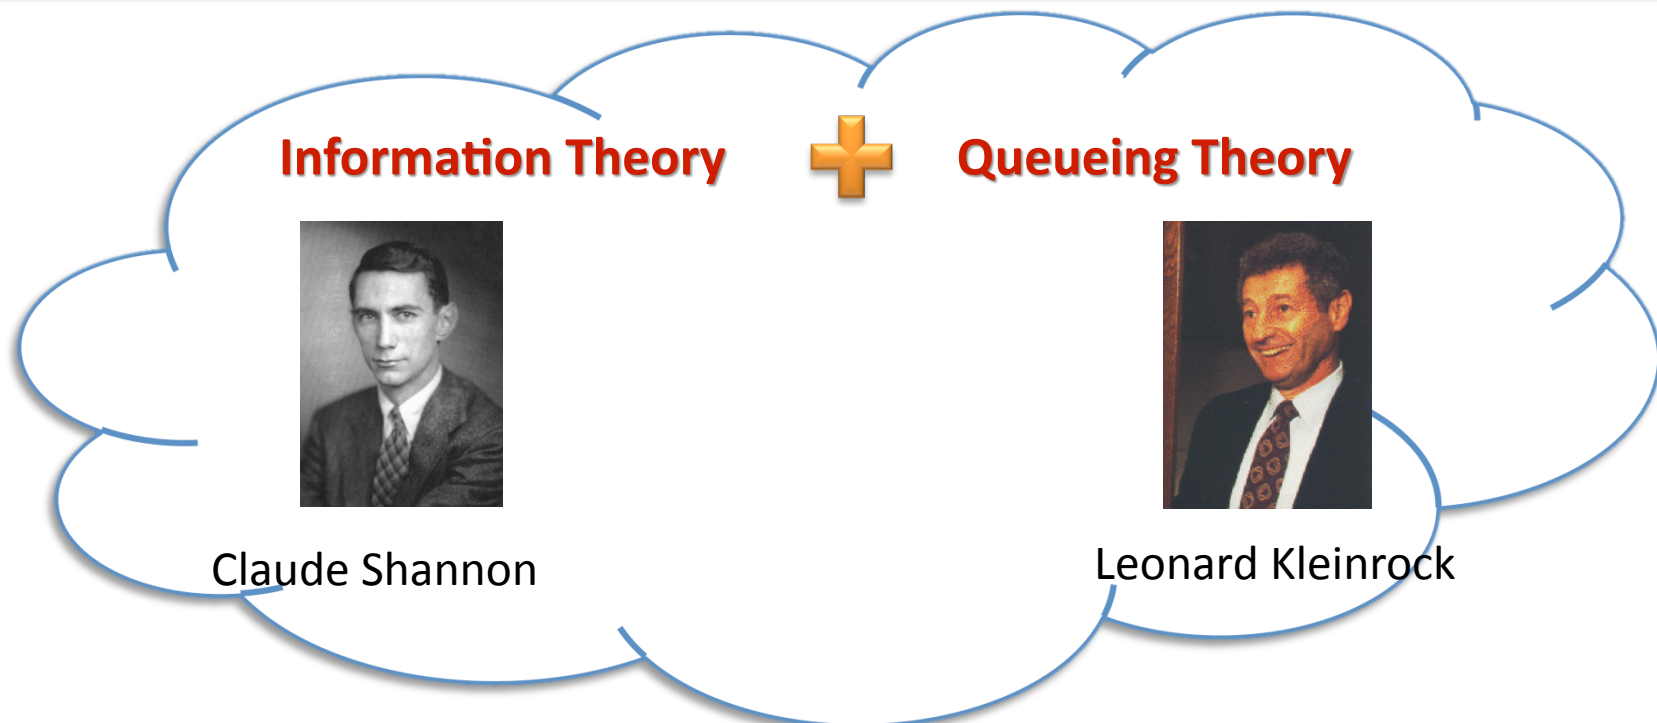 Information Theory
Queueing Theory
Claude Shannon
Leonard Kleinrock